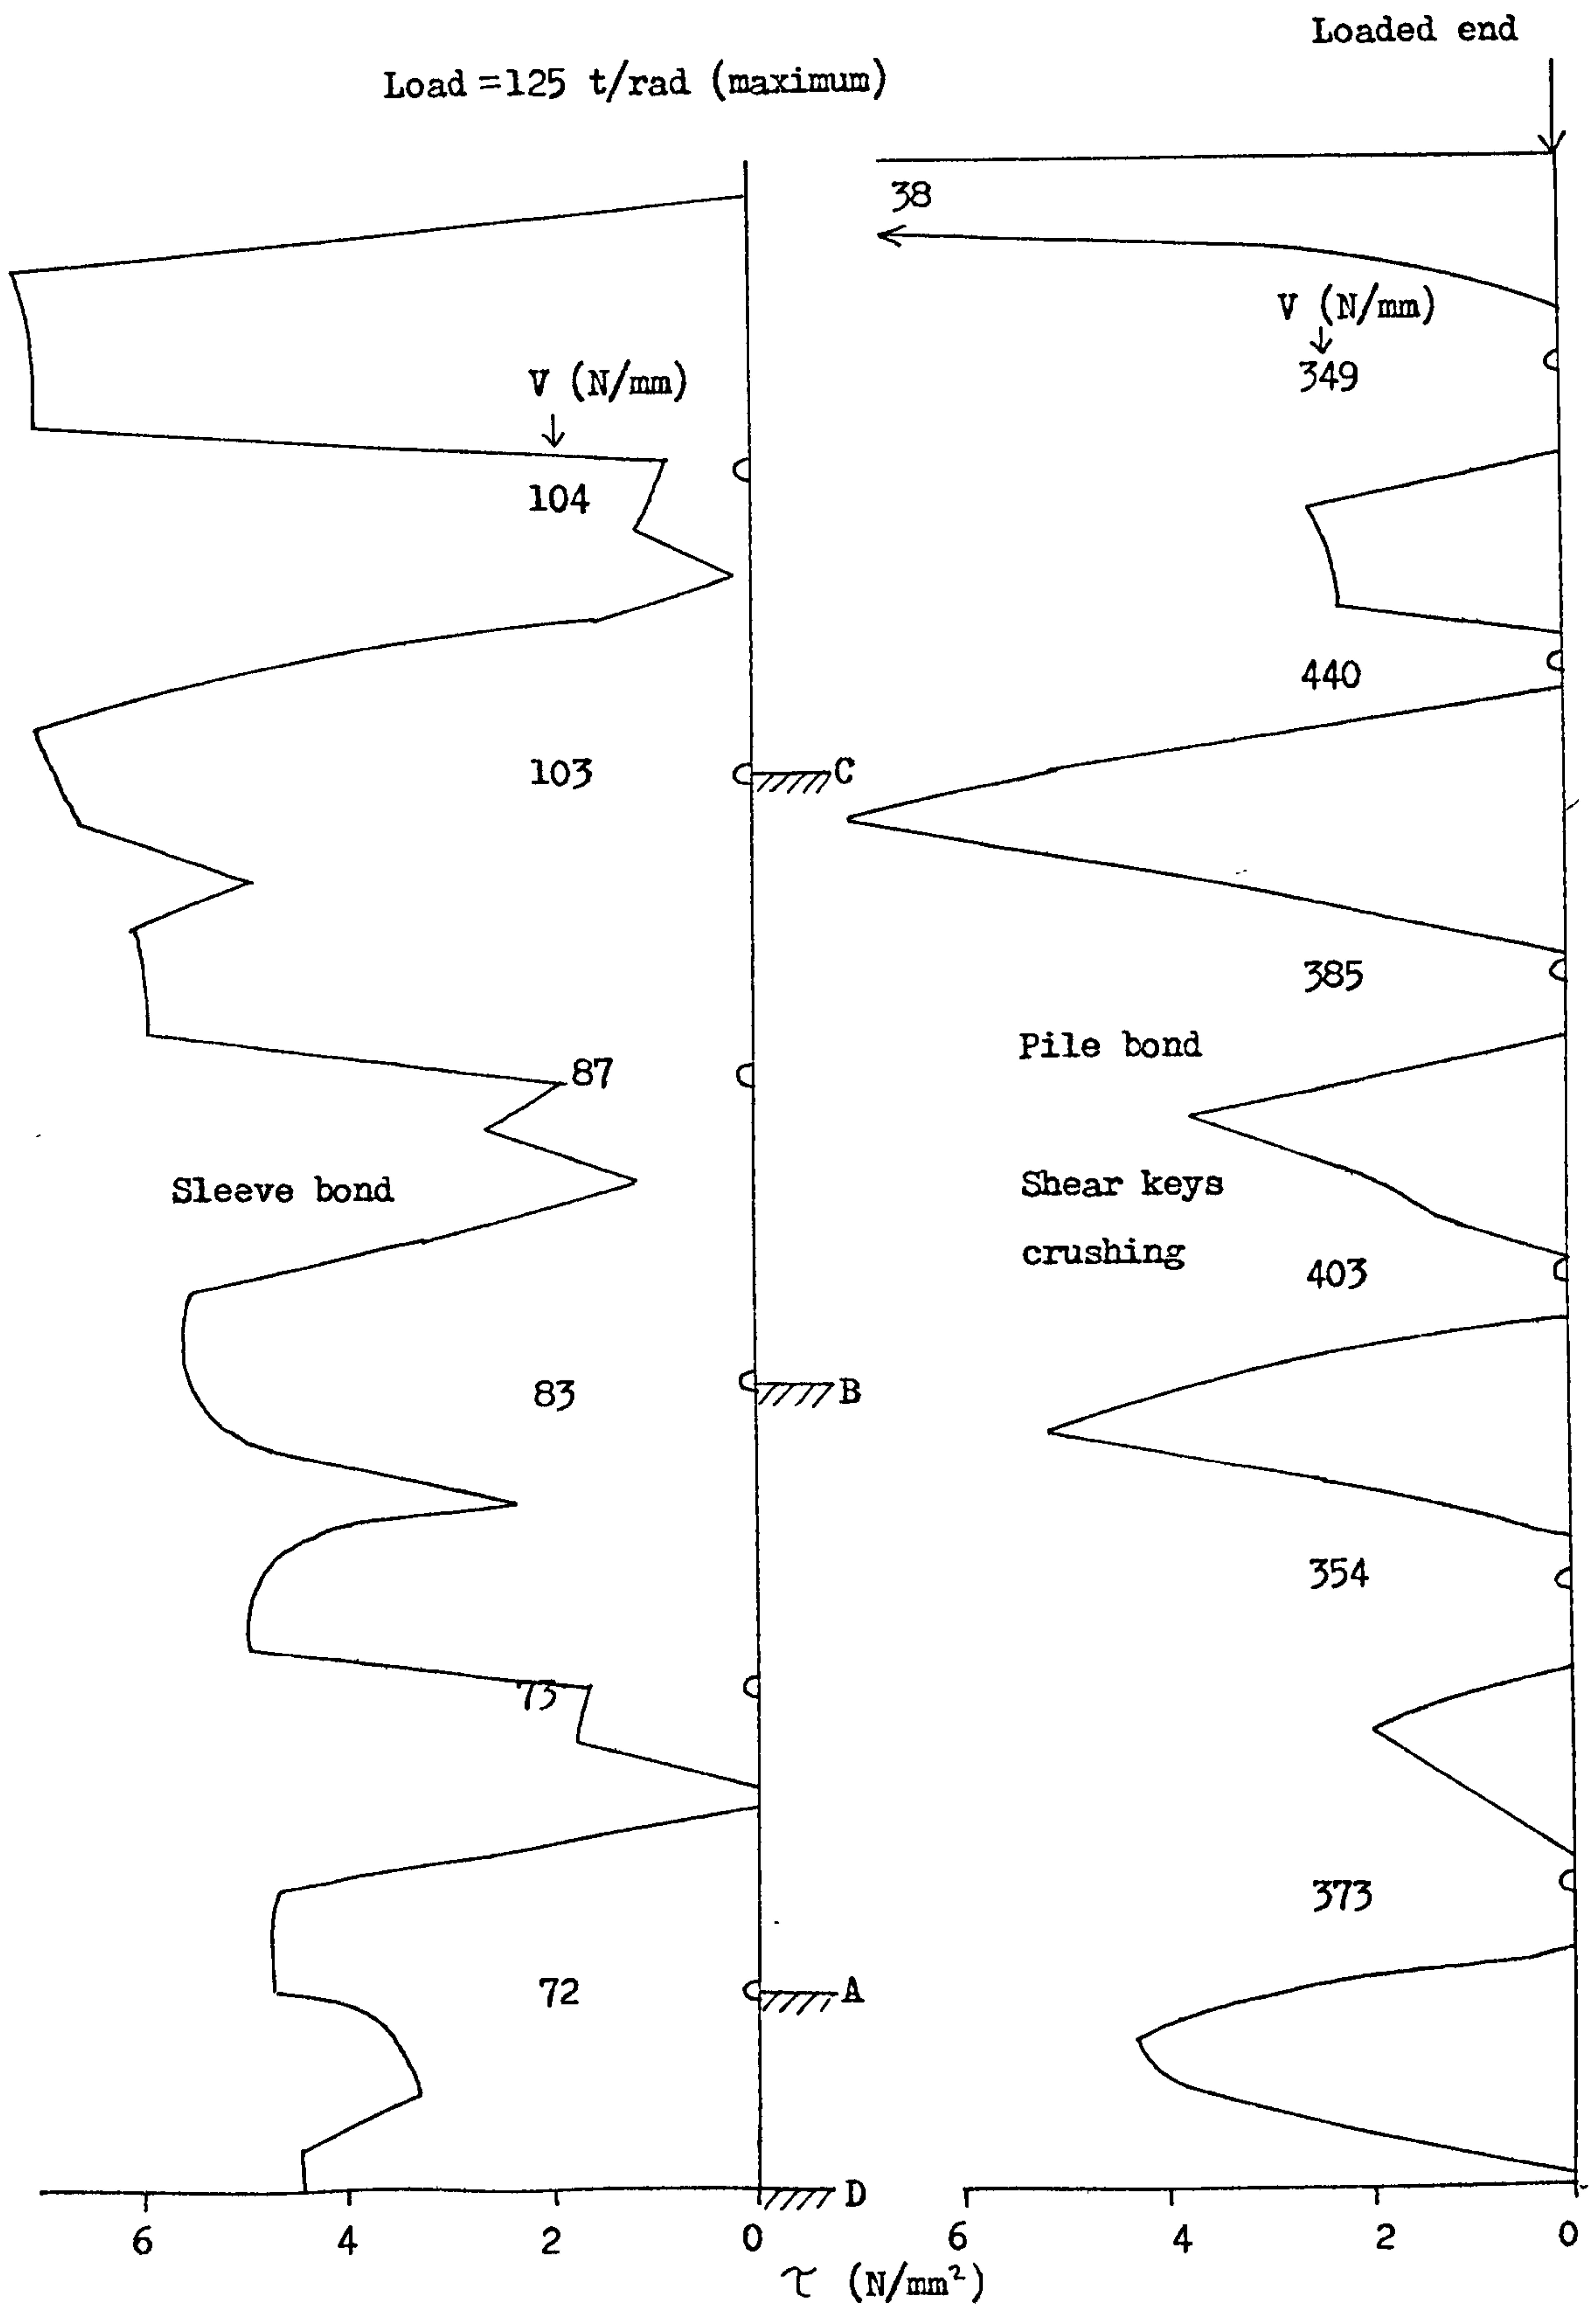 Loaded end
Load =125 t/rad (maximum)
38
V (N/mm)
349
V (N/mm)
104
440
103
C
385
Pile bond
87
Sleeve bond
Shear keys
crushing
403
83
B
354
73
373
72
A
D
6 4 2 0 6 4 2 0
τ (N/mm²)